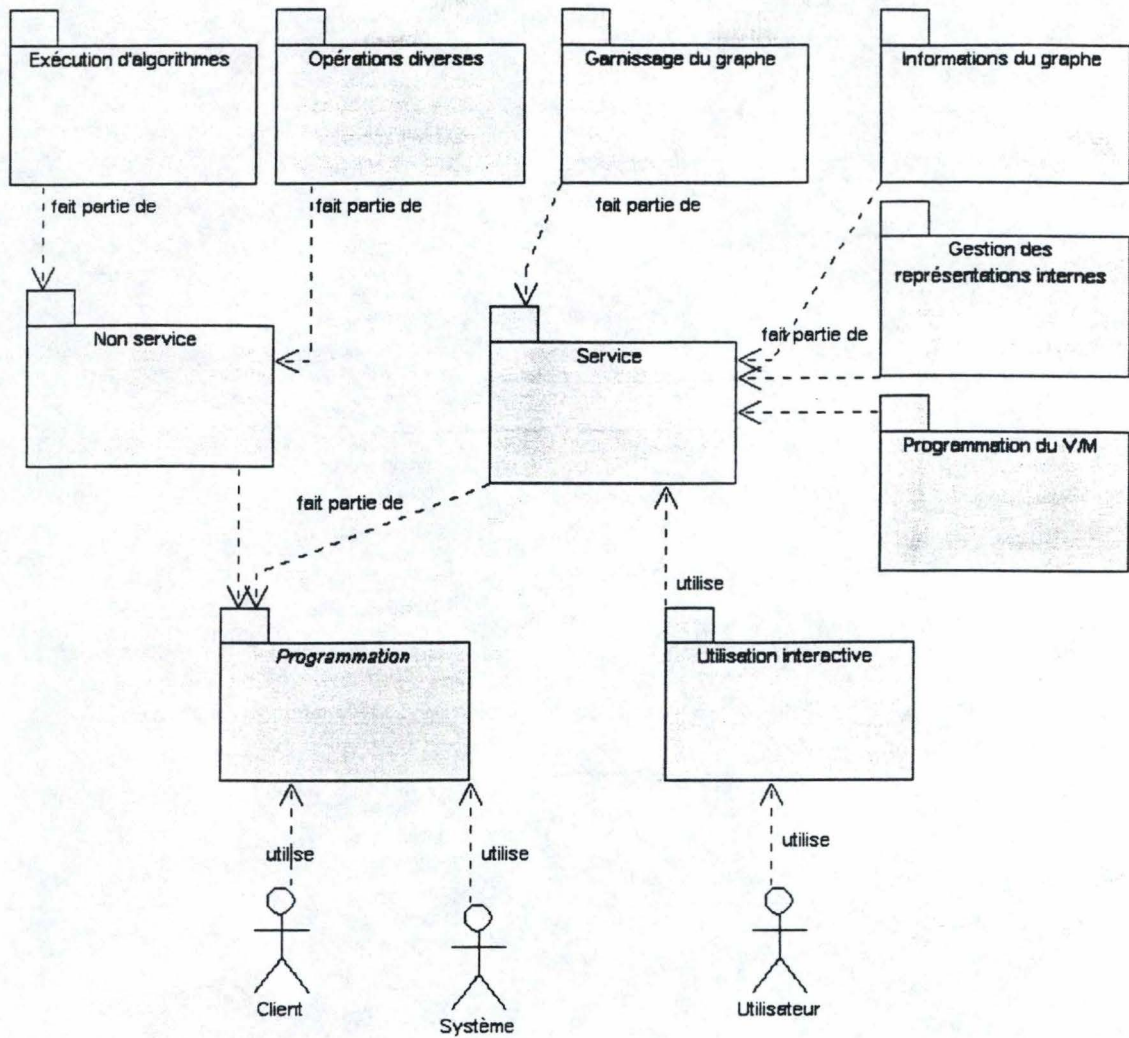 Exécution d'algorithmes
Opérations diverses
Garnissage du graphe
Informations du graphe
fait partie de
fait partie de
fait partie de
Gestion des
représentations internes
Non service
Service
fait partie de
Programmation du V/M
fait partie de
utilise
Programmation
Utilisation interactive
utilise
utilise
utilise
Client
Système
Utilisateur